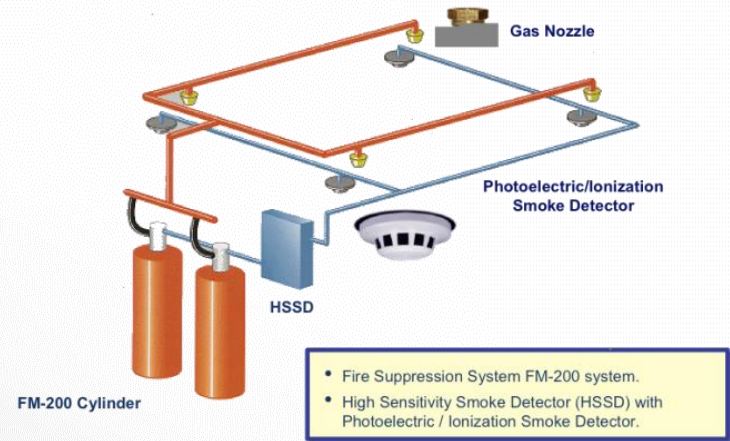 Gas Nozzle
Photoelectric/Ionization
Smoke Detector
HSSD
FM-200 Cylinder
• Fire Suppression System FM-200 system.
• High Sensitivity Smoke Detector (HSSD) with
Photoelectric / Ionization Smoke Detector.